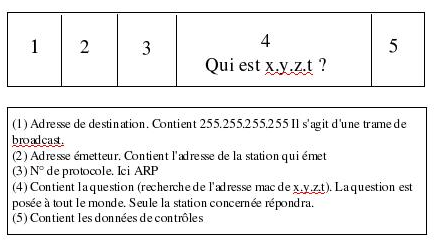 1 2 3 4 5
Qui est x.y.z.t ?
(1) Adresse de destination. Contient 255.255.255.255 Il s'agit d'une trame de
broadcast.
(2) Adresse émetteur. Contient l'adresse de la station qui émet
(3) N° de protocole. Ici ARP
(4) Contient la question (recherche de l'adresse mac de x.y.z.t). La question est
posée à tout le monde. Seule la station concernée répondra.
(5) Contient les données de contrôles